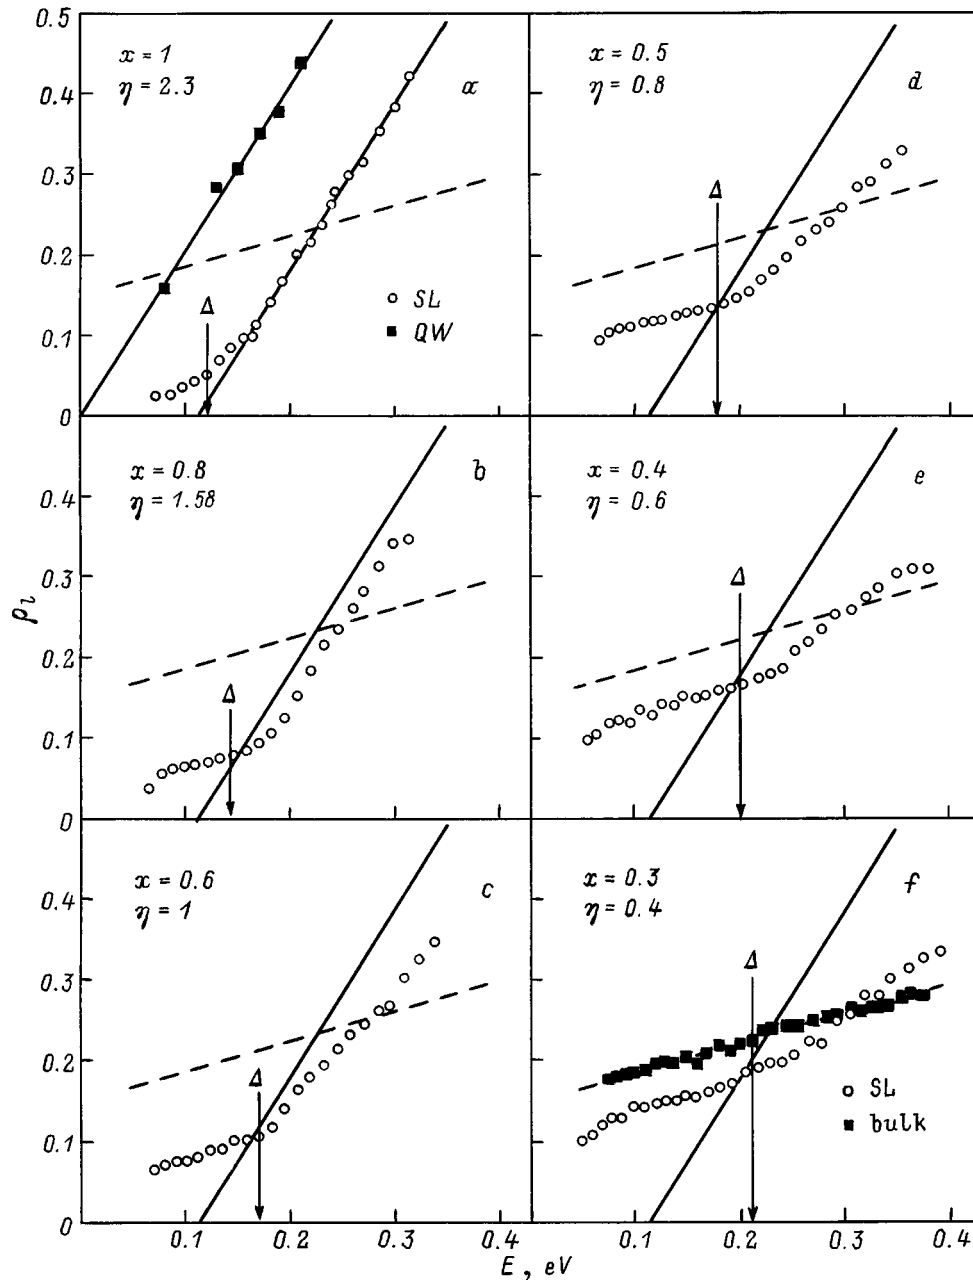 0.5
x = 1
η = 2.3
a
0.4
0.3
0.2
Δ
SL
QW
0.1
0
x = 0.5
η = 0.8
d
Δ
x = 0.8
η = 1.58
b
0.4
0.3
ρl
0.2
Δ
0.1
0
x = 0.4
η = 0.6
e
Δ
x = 0.6
η = 1
c
0.4
0.3
0.2
Δ
0.1
0
x = 0.3
η = 0.4
f
Δ
SL
bulk
0.1 0.2 0.3 0.4 0.1 0.2 0.3 0.4
E, eV